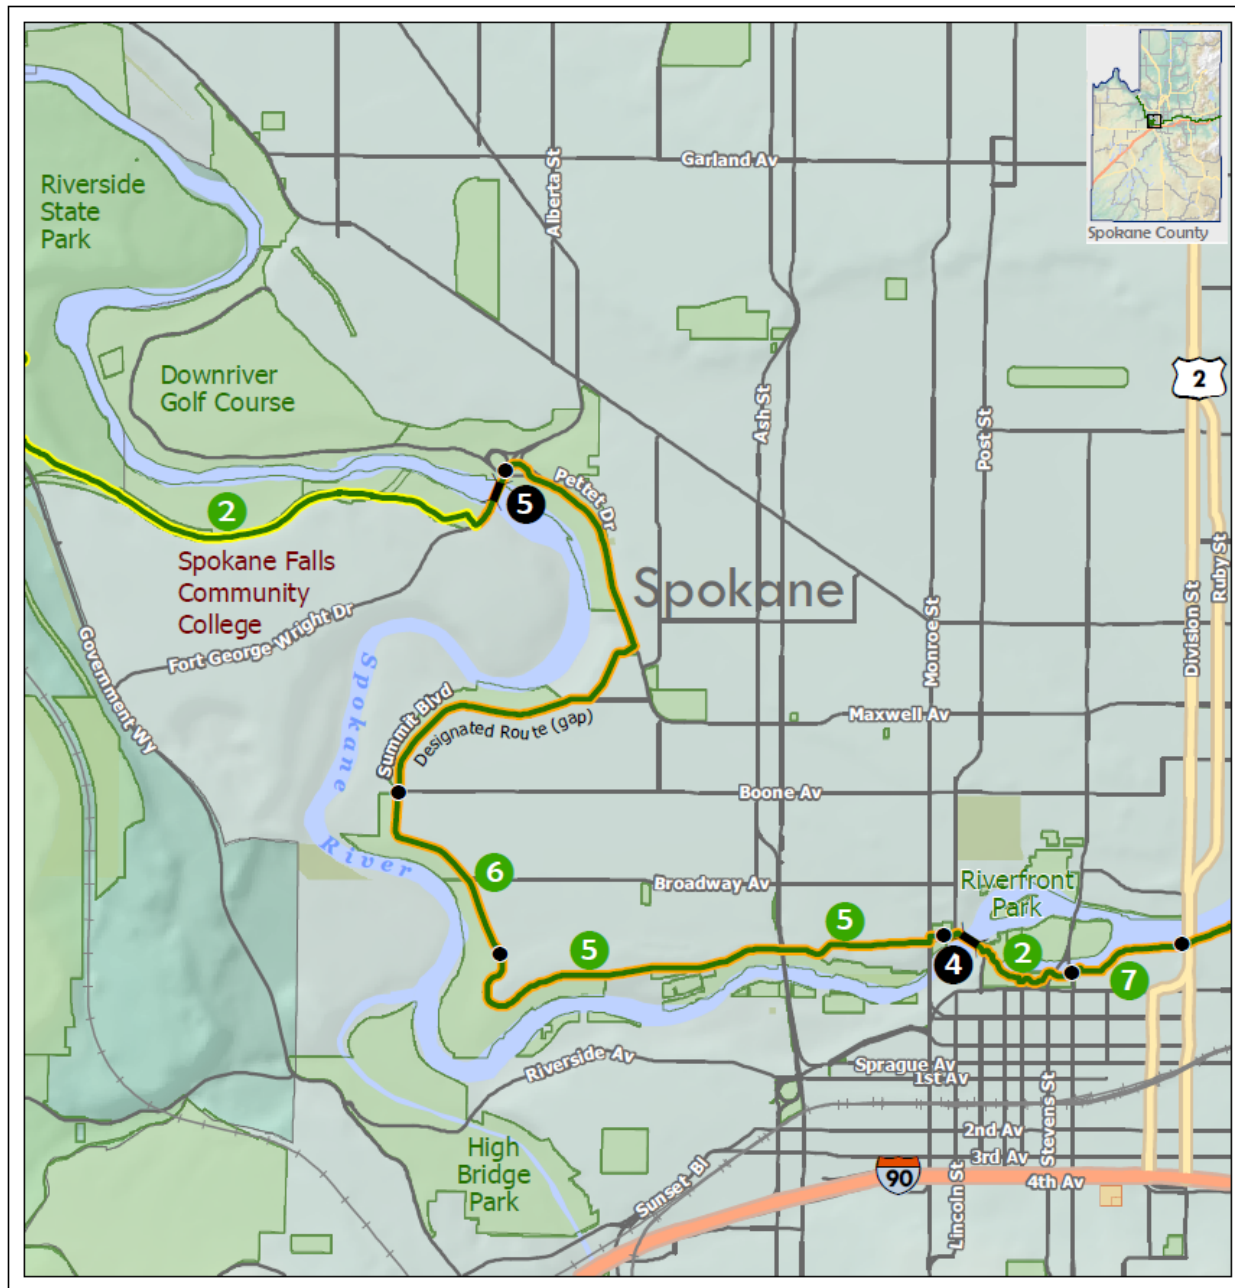 Spokane County
Garland Av
Alberta St
Riverside
State
Park
Downriver
Golf Course
2
Ash St
Post St
Pettet Dr
5
2
Spokane Falls
Community
College
Spokane
Ruby St
Division St
Monroe St
Fort George Wright Dr
Government Wy
Spokane
River
Summit Blvd
Designated Route (gap)
Maxwell Av
Boone Av
6
Broadway Av
Riverfront
Park
5
5
4
2
7
Riverside Av
Sprague Av
1st Av
2nd Av
3rd Av
4th Av
Stevens St
Lincoln St
90
Sunset Bl
High
Bridge
Park